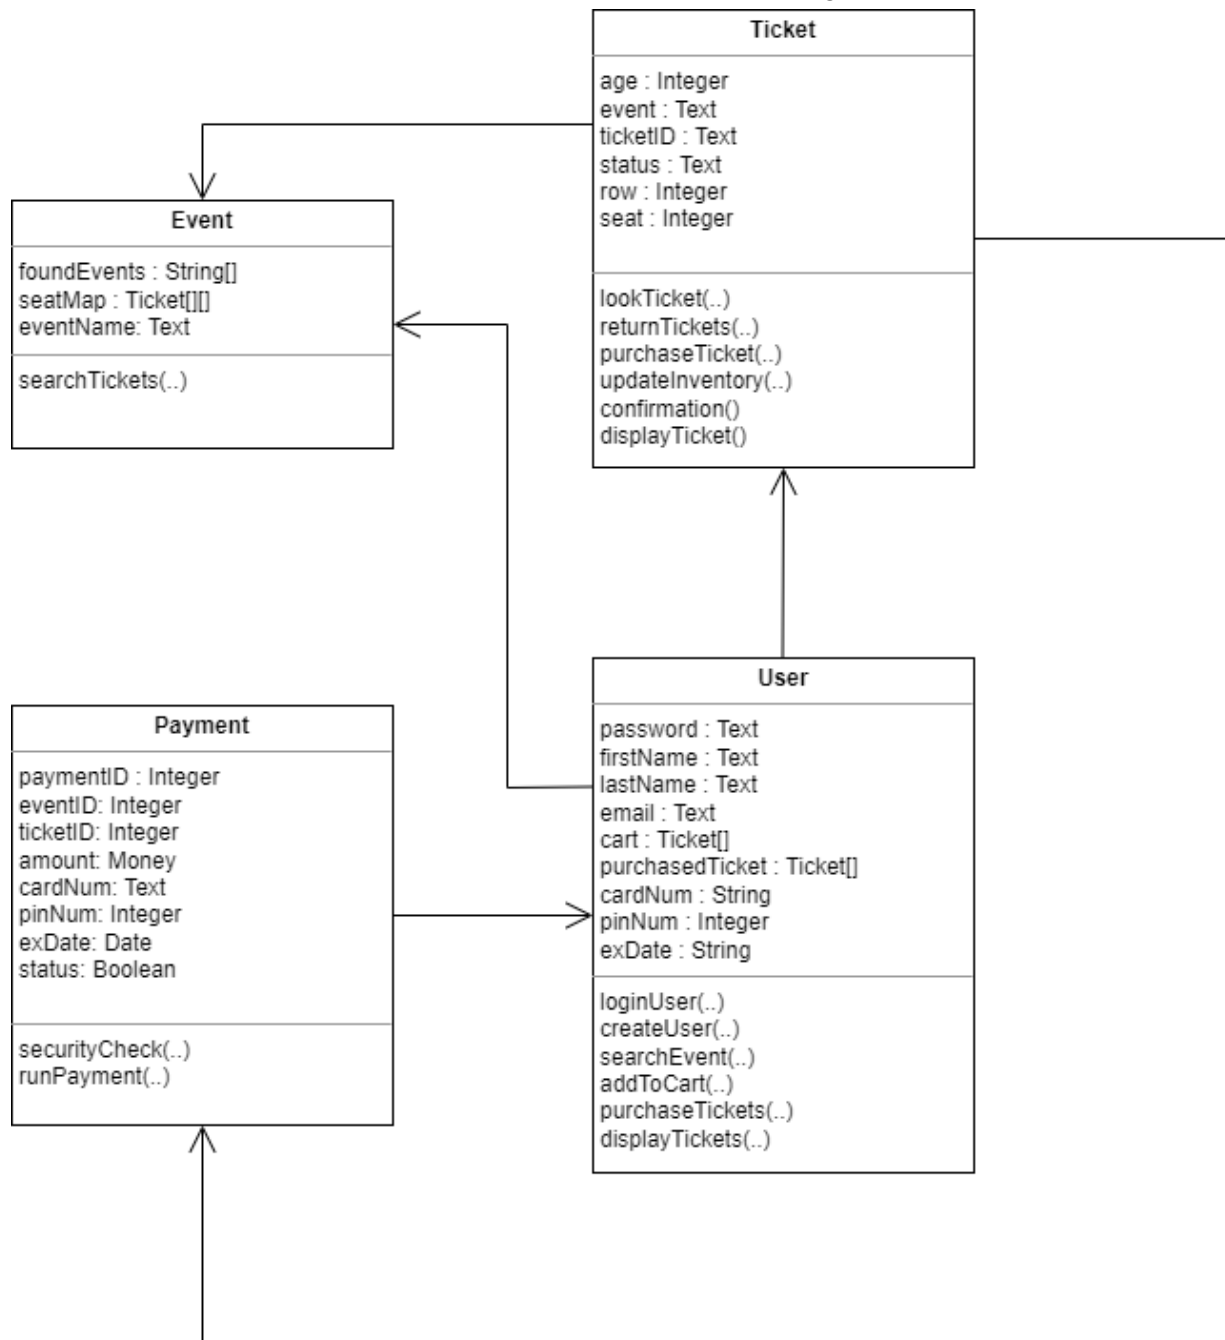 Ticket
age : Integer
event : Text
ticketID : Text
status : Text
row : Integer
seat : Integer
lookTicket(..)
returnTickets(..)
purchaseTicket(..)
updateInventory(..)
confirmation()
displayTicket()
Event
foundEvents : String[]
seatMap : Ticket[][]
eventName: Text
searchTickets(..)
User
password : Text
firstName : Text
lastName : Text
email : Text
cart : Ticket[]
purchasedTicket : Ticket[]
cardNum : String
pinNum : Integer
exDate : String
loginUser(..)
createUser(..)
searchEvent(..)
addToCart(..)
purchaseTickets(..)
displayTickets(..)
Payment
paymentID : Integer
eventID: Integer
ticketID: Integer
amount: Money
cardNum: Text
pinNum: Integer
exDate: Date
status: Boolean
securityCheck(..)
runPayment(..)